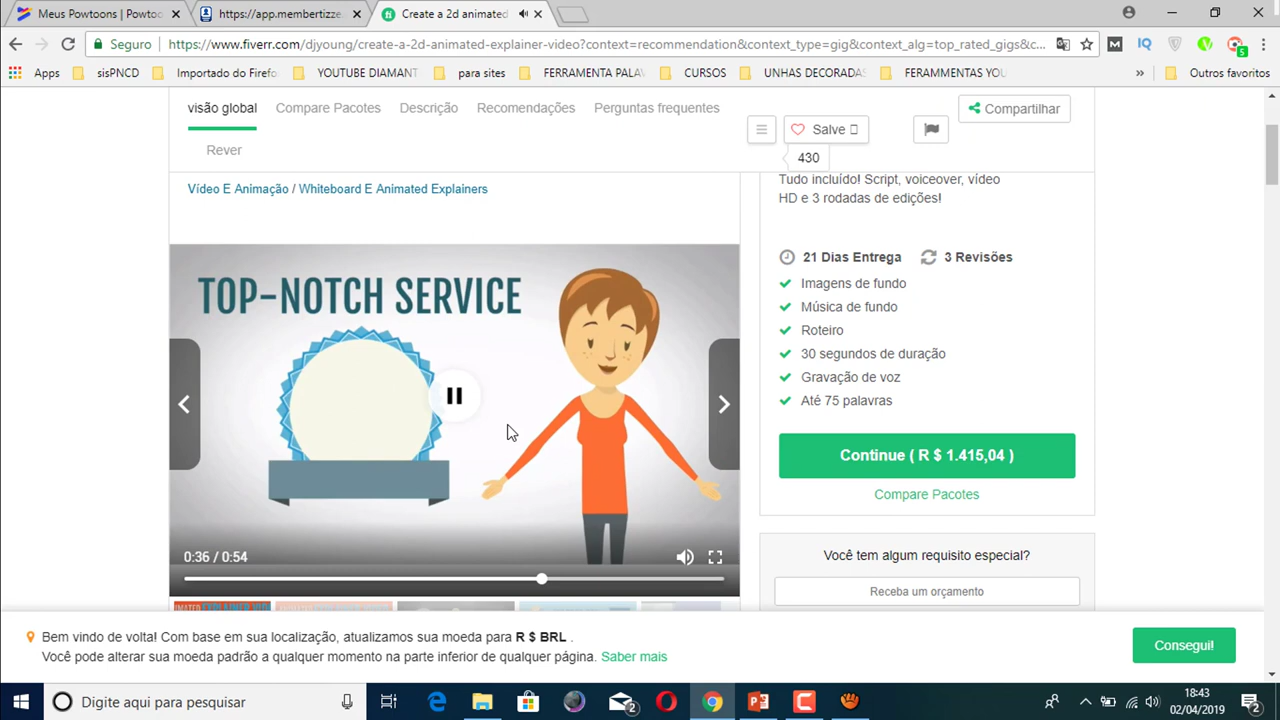 Meus Powtoons | Powtoo
https://app.membertizze
Create a 2d animated
Seguro
https://www.fiverr.com/djyoung/create-a-2d-animated-explainer-video?context=recommendation&context_type=gig&context_alg=top_rated_gigs&c...
Apps
sisPNCD
Importado do Firefo
YOUTUBE DIAMANT
para sites
FERRAMENTA PALAV
CURSOS
UNHAS DECORADAS
FERAMMENTAS YOU
»
Outros favoritos
visão global
Compare Pacotes
Descrição
Recomendações
Perguntas frequentes
Compartilhar
Salve
Rever
430
Vídeo E Animação / Whiteboard E Animated Explainers
Tudo incluído! Script, voiceover, vídeo
HD e 3 rodadas de edições!
21 Dias Entrega
3 Revisões
Imagens de fundo
Música de fundo
Roteiro
30 segundos de duração
Gravação de voz
Até 75 palavras
TOP-NOTCH SERVICE
Continue ( R $ 1.415,04 )
Compare Pacotes
0:36 / 0:54
Você tem algum requisito especial?
Receba um orçamento
Bem vindo de volta! Com base em sua localização, atualizamos sua moeda para R $ BRL .
Você pode alterar sua moeda padrão a qualquer momento na parte inferior de qualquer página. Saber mais
Consegui!
Digite aqui para pesquisar
18:43
02/04/2019